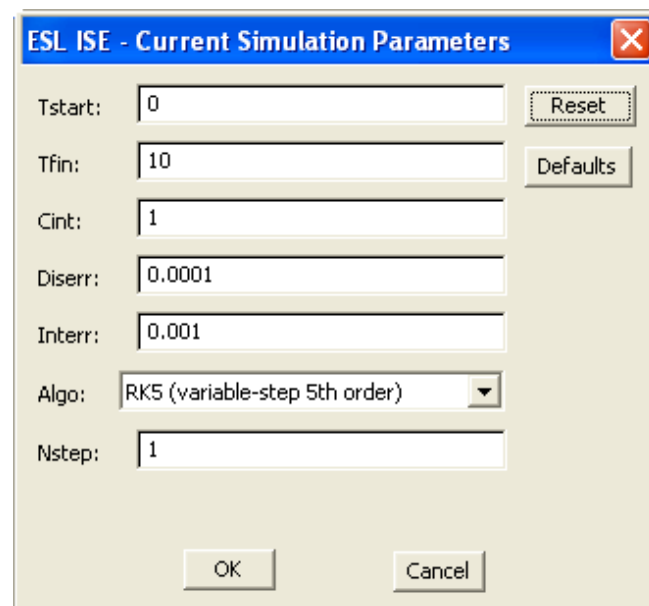 ESL ISE - Current Simulation Parameters
Tstart: 0 Reset
Tfin: 10 Defaults
Cint: 1
Diserr: 0.0001
Interr: 0.001
Algo: RK5 (variable-step 5th order)
Nstep: 1
OK Cancel